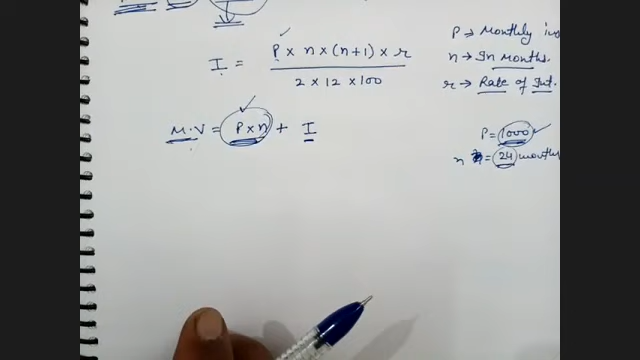 P → Monthly
I = P × n × (n+1) × r / 2 × 12 × 100
n → In months.
r → Rate of Int.
M.V = P×n + I
P = 1000
n = 24 months